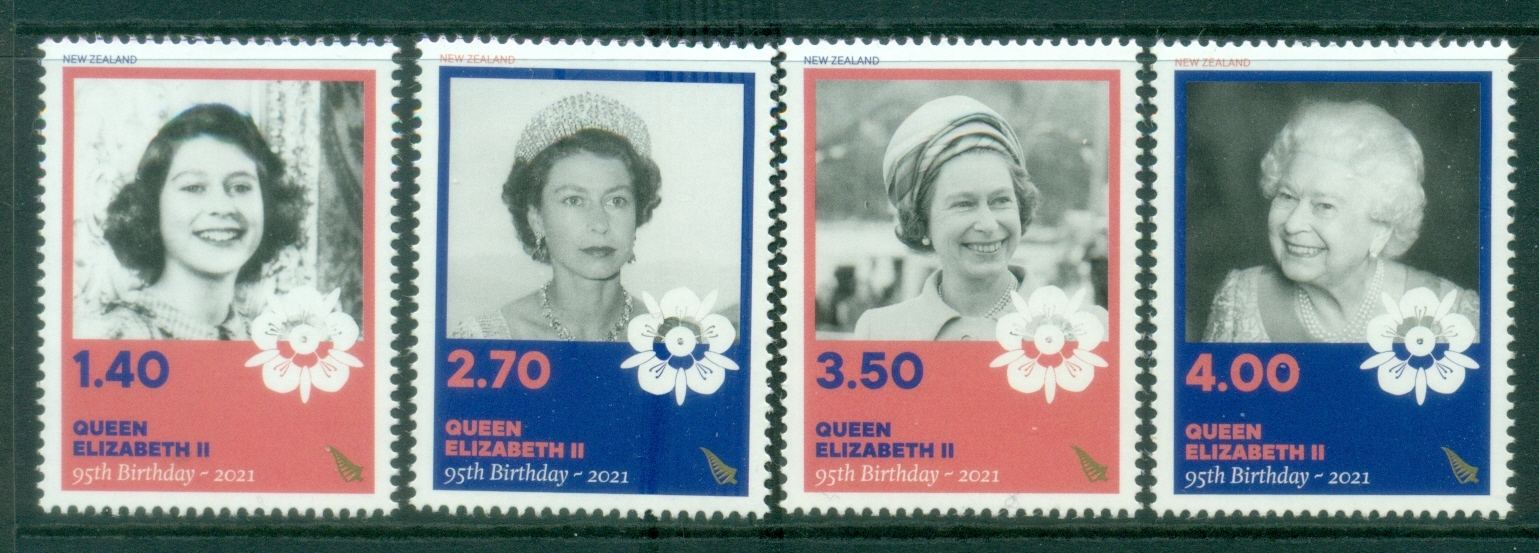 NEW ZEALAND
1.40
QUEEN
ELIZABETH II
95th Birthday ~ 2021
NEW ZEALAND
2.70
QUEEN
ELIZABETH II
95th Birthday ~ 2021
NEW ZEALAND
3.50
QUEEN
ELIZABETH II
95th Birthday ~ 2021
NEW ZEALAND
4.00
QUEEN
ELIZABETH II
95th Birthday ~ 2021